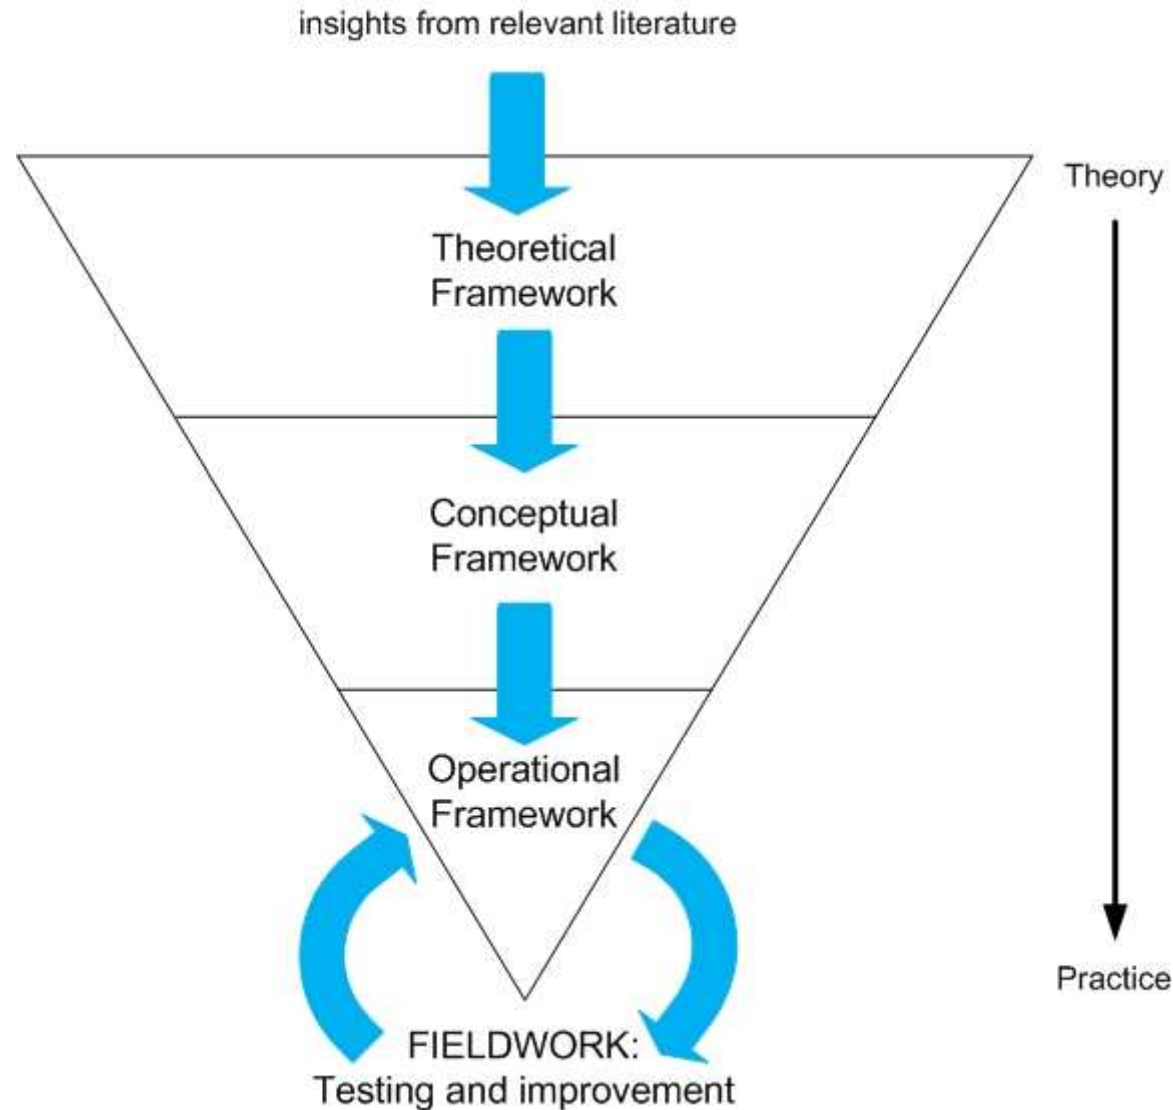 insights from relevant literature
Theory
Theoretical
Framework
Conceptual
Framework
Operational
Framework
Practice
FIELDWORK:
Testing and improvement